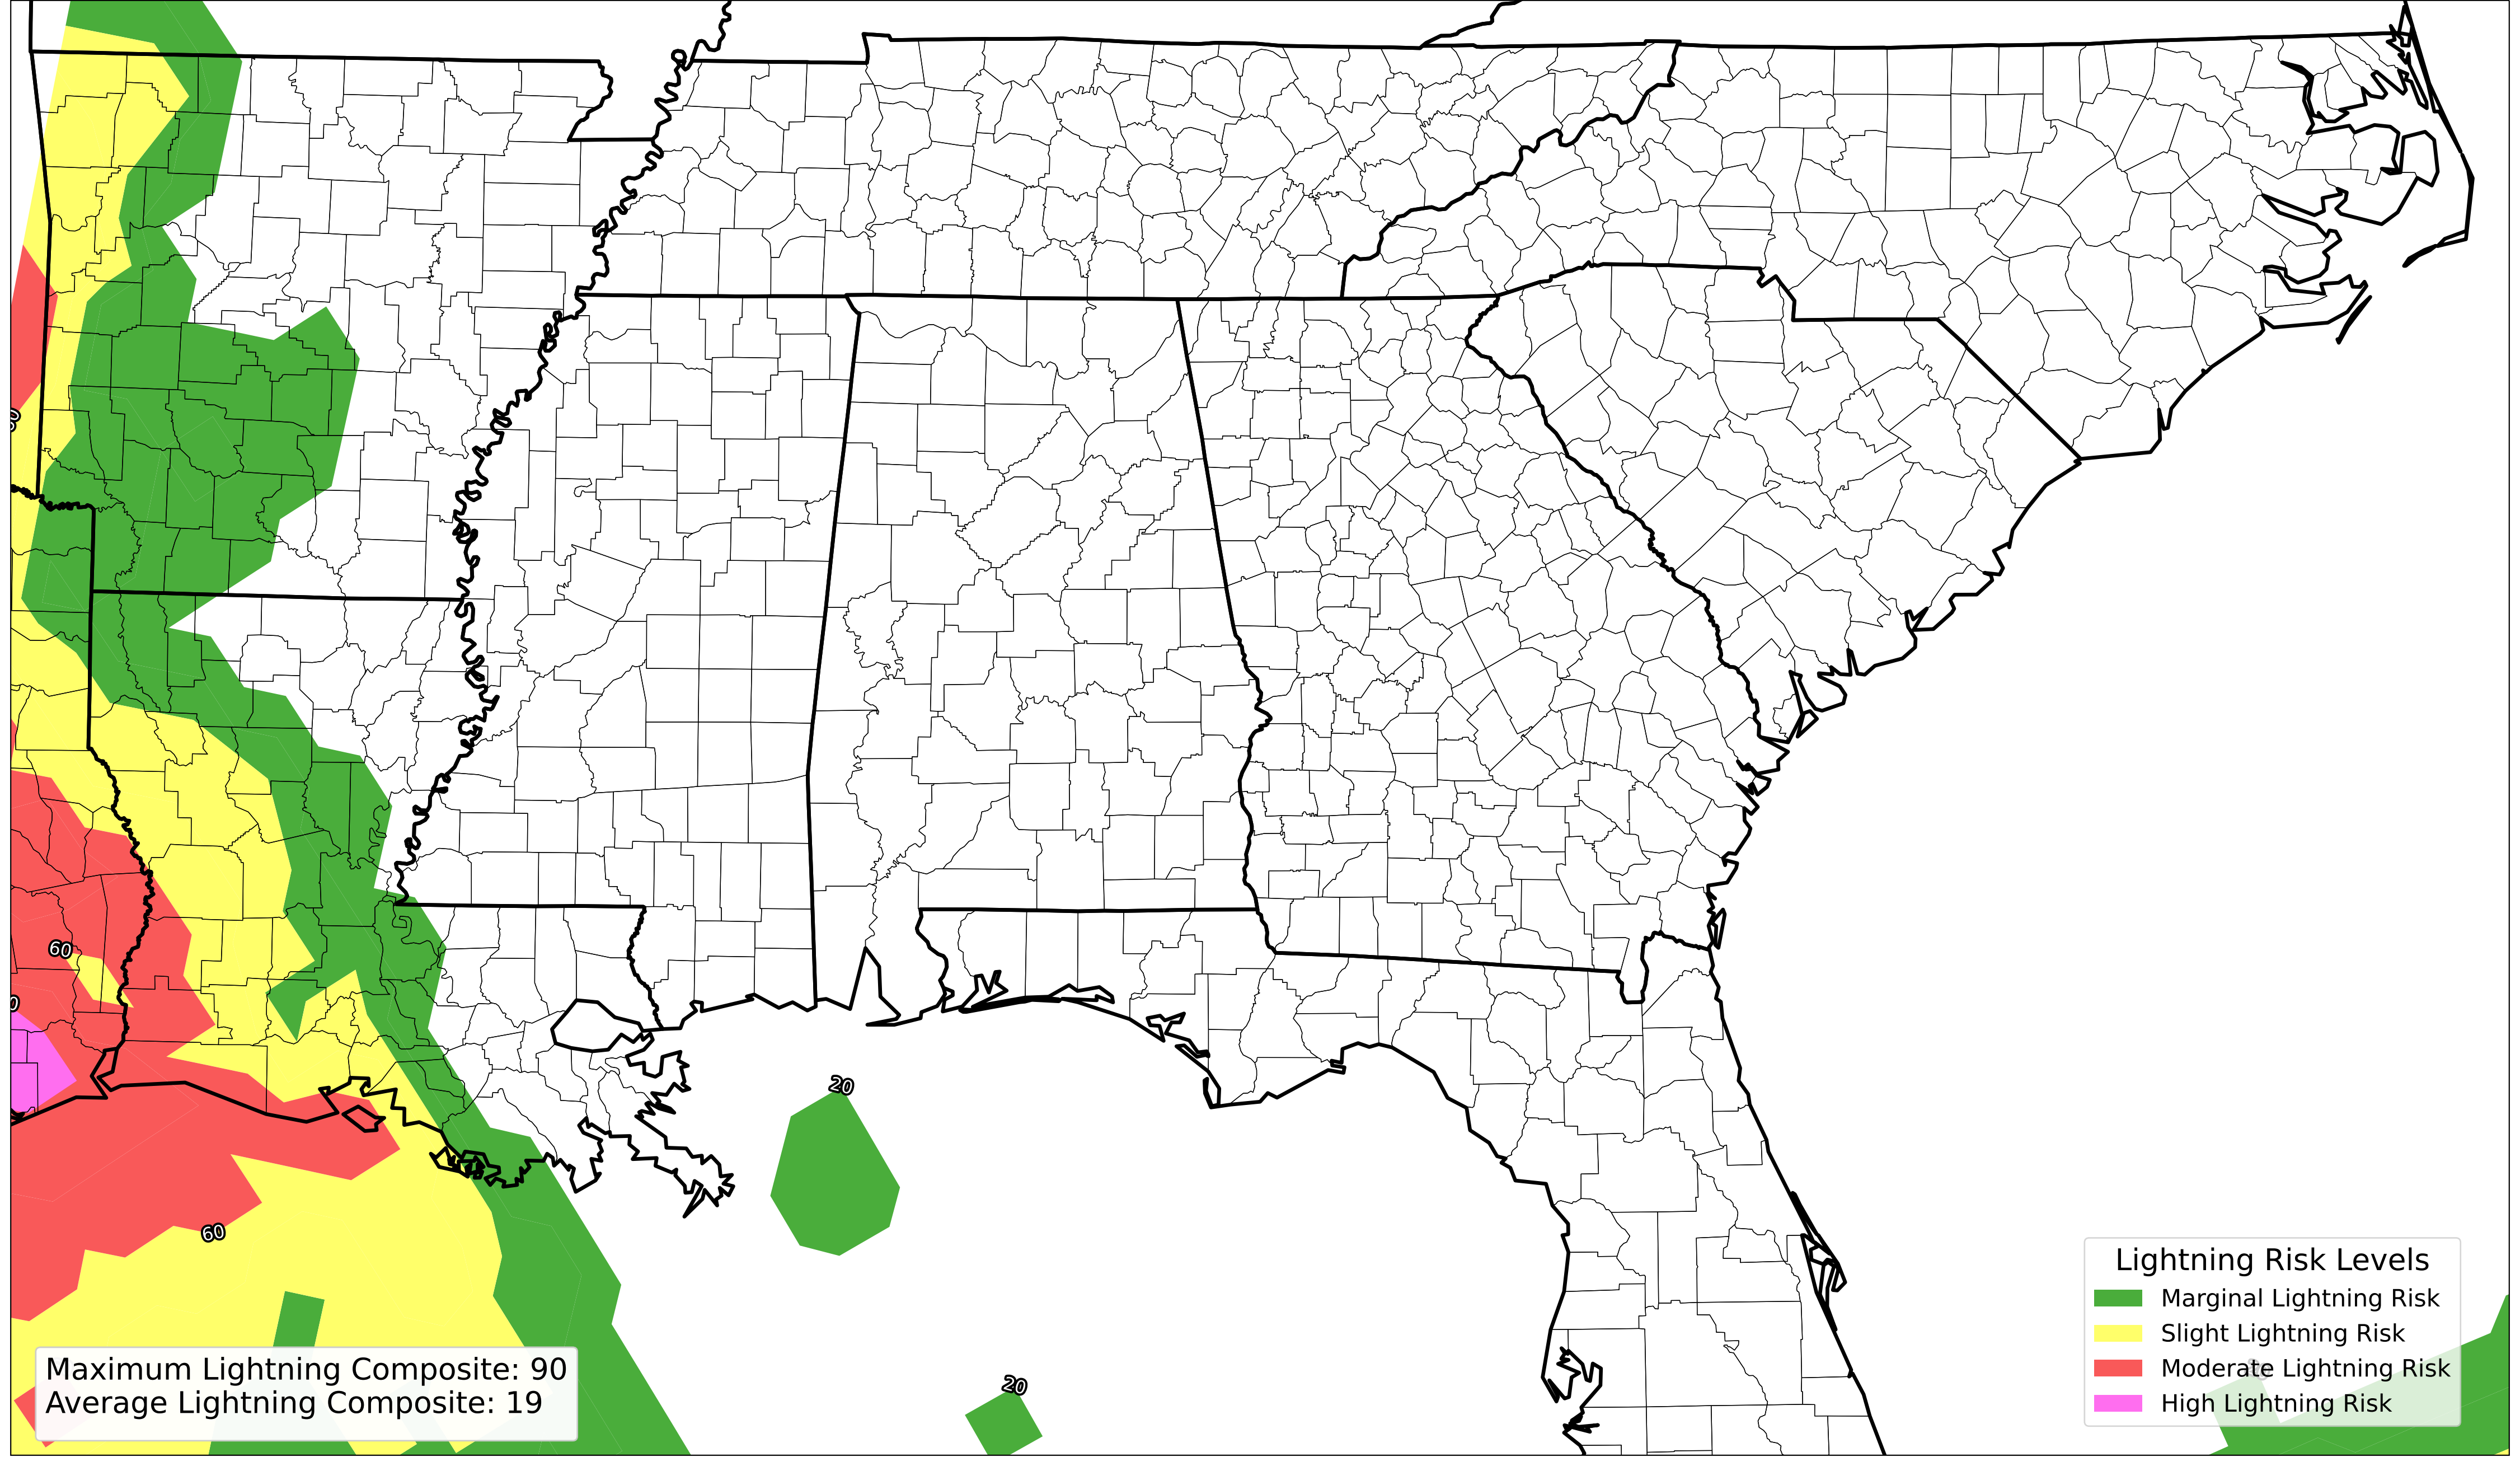 60
20
60
20
Maximum Lightning Composite: 90
Average Lightning Composite: 19
Lightning Risk Levels
Marginal Lightning Risk
Slight Lightning Risk
Moderate Lightning Risk
High Lightning Risk